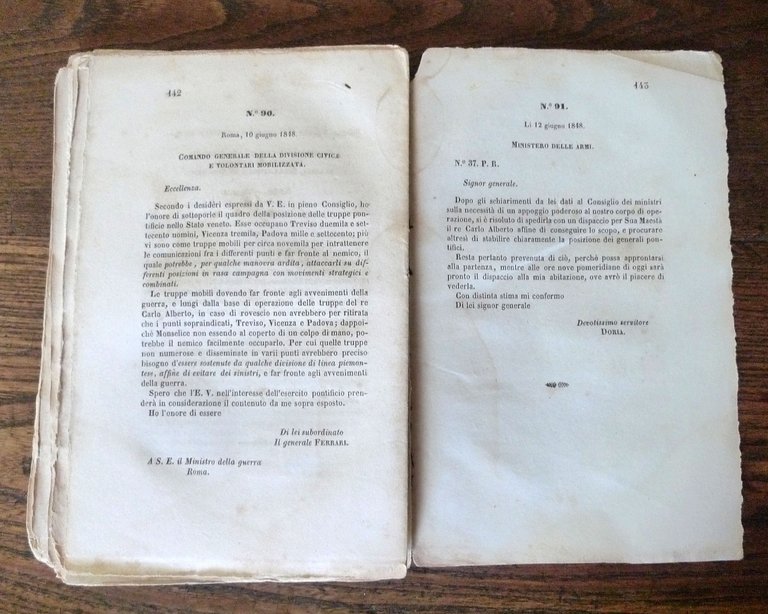 142
N.° 90.
Roma, 10 giugno 1848.
COMANDO GENERALE DELLA DIVISIONE CIVICA
E VOLONTARI MOBILIZZATA.
Eccellenza.
Secondo i desidèri espressi da V. E. in pieno Consiglio, ho
l'onore di sottoporle il quadro della posizione delle truppe pon-
tificie nello Stato veneto. Esse occupano Treviso duemila e set-
tecento uomini, Vicenza tremila, Padova mille e settecento; più
vi sono come truppe mobili per circa novemila per intrattenere
le comunicazioni fra i differenti punti e far fronte al nemico, il
quale potrebbe, per qualche manovra ardita, attaccarli su dif-
ferenti posizioni in rasa campagna con movimenti strategici e
combinati.
Le truppe mobili dovendo far fronte agli avvenimenti della
guerra, e lungi dalla base di operazione delle truppe del re
Carlo Alberto, in caso di rovescio non avrebbero per ritirata
che i punti sopraindicati, Treviso, Vicenza e Padova; dappoi-
chè Monselice non essendo al coperto di un colpo di mano, po-
trebbe il nemico facilmente occuparlo. Per cui quelle truppe
non numerose e disseminate in varii punti avrebbero preciso
bisogno d'essere sostenute da qualche divisione di linea piemon-
tese, affine di evitare dei sinistri, e far fronte agli avvenimenti
della guerra.
Spero che l'E. V. nell'interesse dell'esercito pontificio pren-
derà in considerazione il contenuto da me sopra esposto.
Ho l'onore di essere
Di lei subordinato
Il generale FERRARI.
A S. E. il Ministro della guerra
Roma.
143
N.° 91.
Li 12 giugno 1848.
MINISTERO DELLE ARMI.
N.° 37. P. R.
Signor generale.
Dopo gli schiarimenti da lei dati al Consiglio dei ministri
sulla necessità di un appoggio poderoso al nostro corpo di ope-
razione, si è risoluto di spedirla con un dispaccio per Sua Maestà
il re Carlo Alberto affine di conseguire lo scopo, e procurare
altresì di stabilire chiaramente la posizione dei generali pon-
tifici.
Resta pertanto prevenuta di ciò, perchè possa approntarsi
alla partenza, mentre alle ore nove pomeridiane di oggi sarà
pronto il dispaccio alla mia abitazione, ove avrò il piacere di
vederla.
Con distinta stima mi confermo
Di lei signor generale
Devotissimo servitore
DORIA.